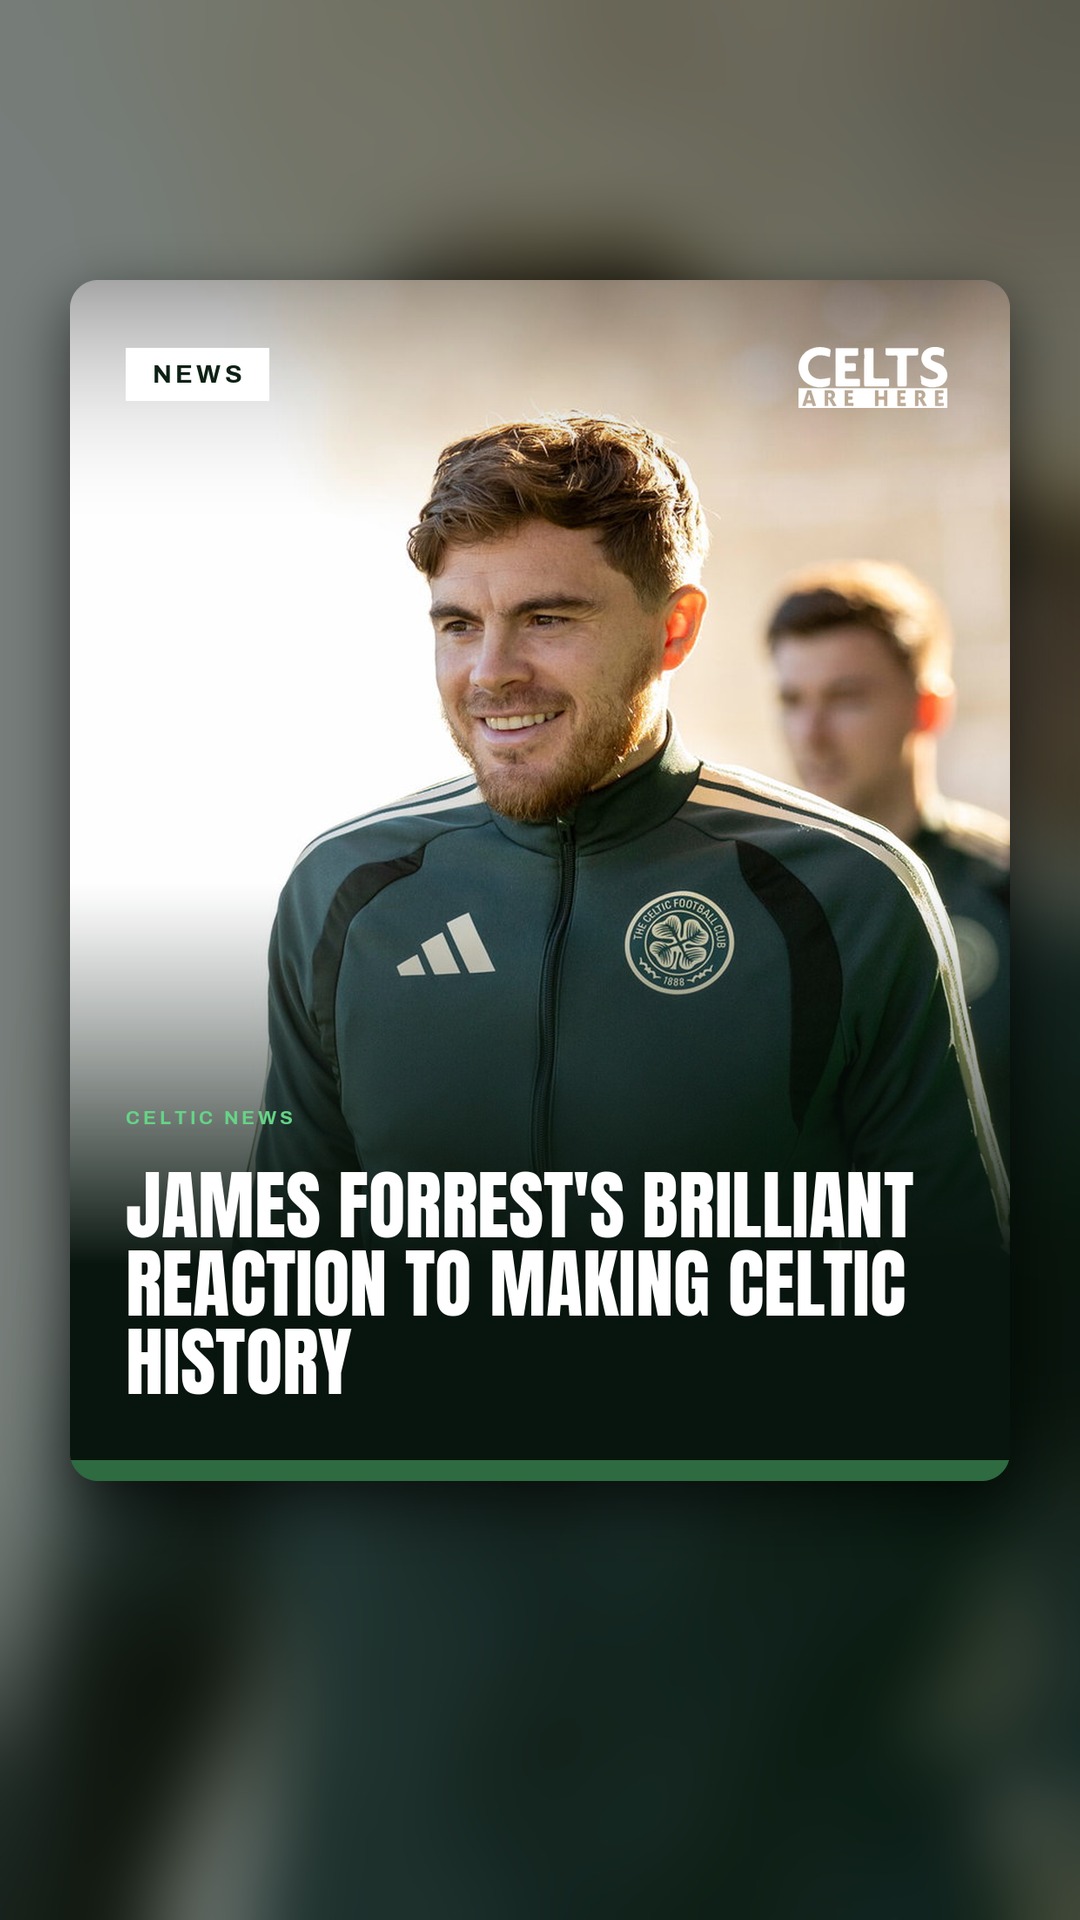 NEWS
CELTS
ARE HERE
THE CELTIC FOOTBALL CLUB
1888
CELTIC NEWS
JAMES FORREST'S BRILLIANT
REACTION TO MAKING CELTIC
HISTORY